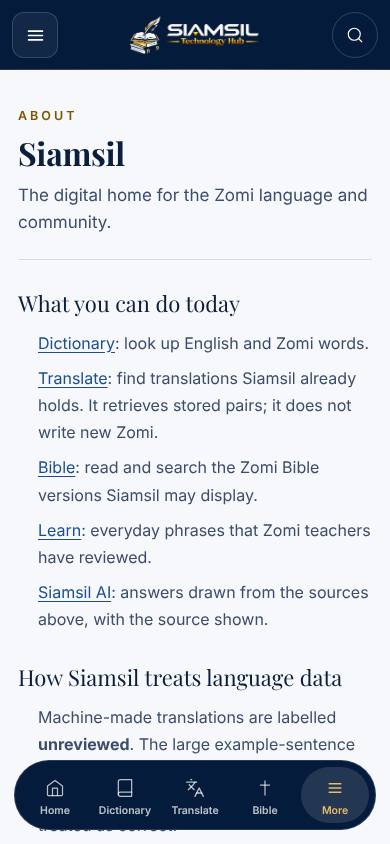 SIAMSIL
Technology Hub
ABOUT
Siamsil
The digital home for the Zomi language and
community.
What you can do today
Dictionary: look up English and Zomi words.
Translate: find translations Siamsil already
holds. It retrieves stored pairs; it does not
write new Zomi.
Bible: read and search the Zomi Bible
versions Siamsil may display.
Learn: everyday phrases that Zomi teachers
have reviewed.
Siamsil AI: answers drawn from the sources
above, with the source shown.
How Siamsil treats language data
Machine-made translations are labelled
unreviewed. The large example-sentence
Home
Dictionary
Translate
Bible
More